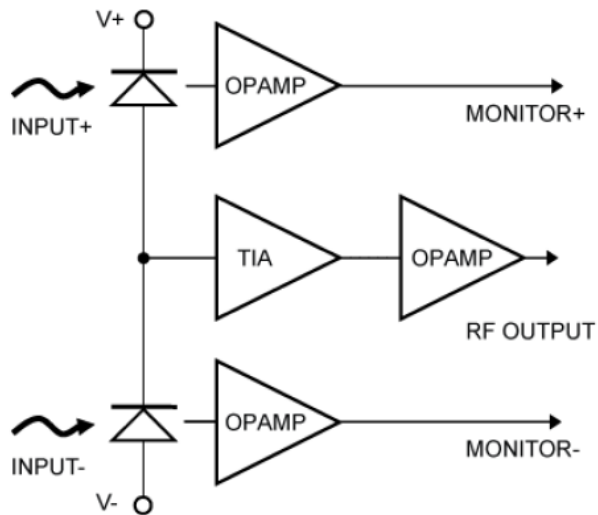 V+
OPAMP
INPUT+
MONITOR+
TIA
OPAMP
RF OUTPUT
OPAMP
INPUT-
MONITOR-
V-